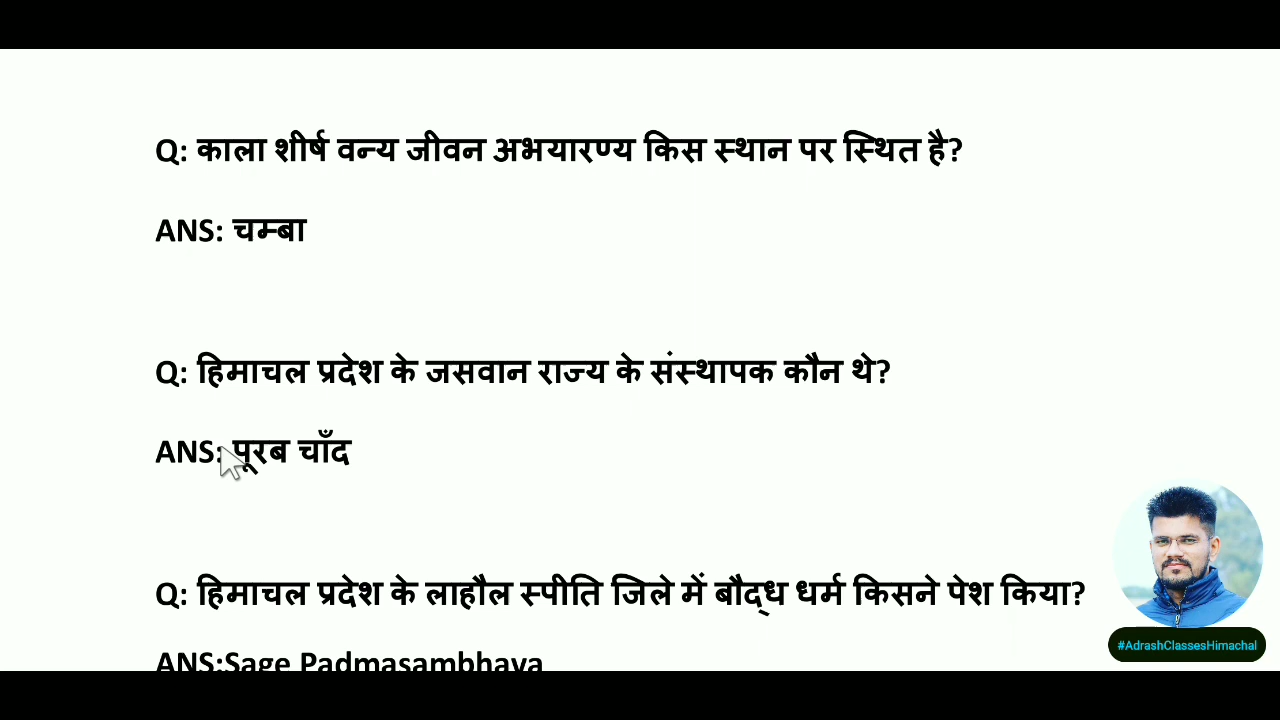 Q: काला शीर्ष वन्य जीवन अभयारण्य किस स्थान पर स्थित है?
ANS: चम्बा
Q: हिमाचल प्रदेश के जसवान राज्य के संस्थापक कौन थे?
ANS: पूरब चाँद
Q: हिमाचल प्रदेश के लाहौल स्पीति जिले में बौद्ध धर्म किसने पेश किया?
ANS:Sage Padmasambhava
#AdrashClassesHimachal